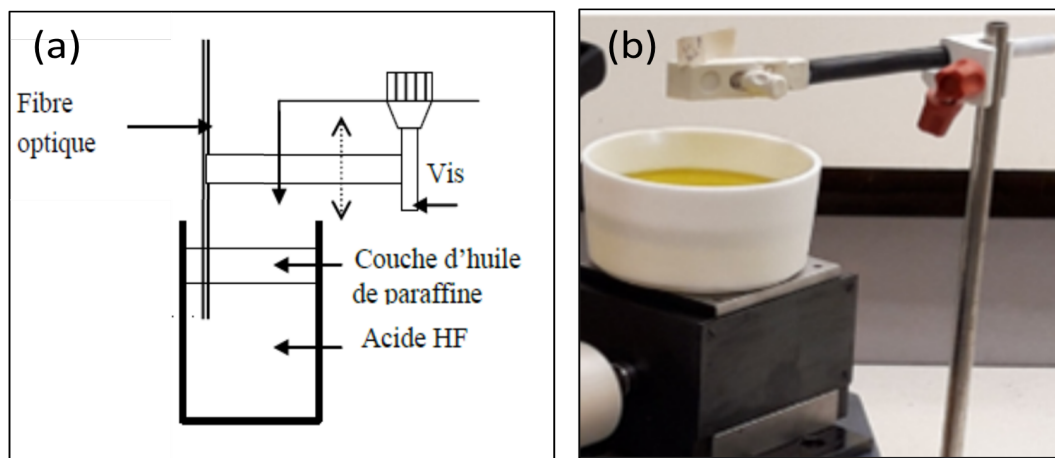 (a)
Fibre
optique
Vis
Couche d'huile
de paraffine
Acide HF
(b)